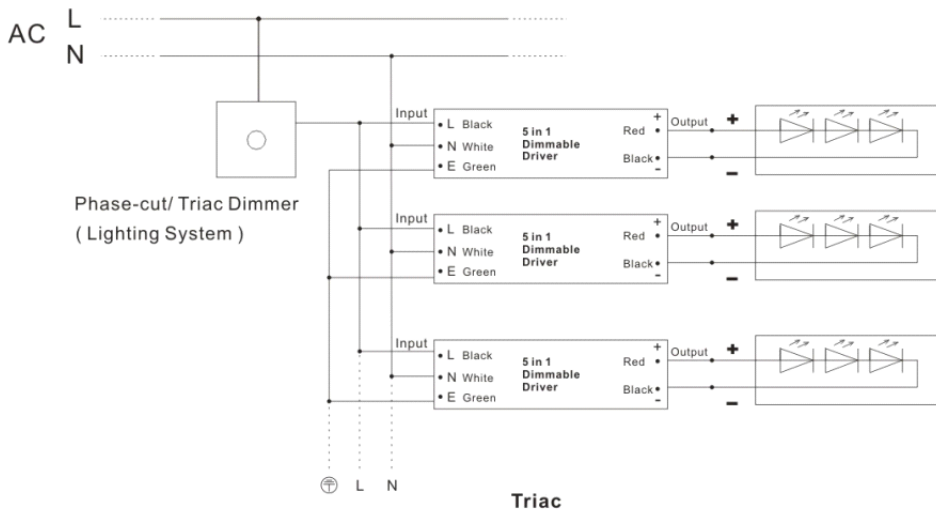 AC
L
N
Phase-cut/ Triac Dimmer
( Lighting System )
Input
L Black
N White
E Green
5 in 1
Dimmable
Driver
+
Red
Black
-
Output
+
-
Input
L Black
N White
E Green
5 in 1
Dimmable
Driver
+
Red
Black
-
Output
+
-
Input
L Black
N White
E Green
5 in 1
Dimmable
Driver
+
Red
Black
-
Output
+
-
L N
Triac